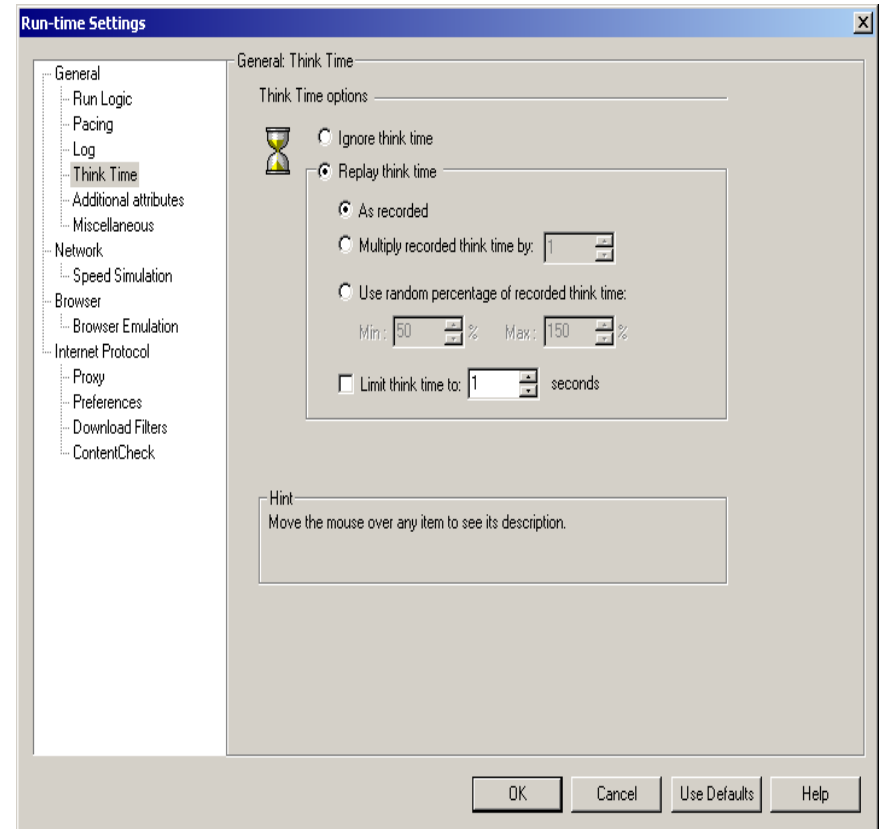 Run-time Settings
General
Run Logic
Pacing
Log
Think Time
Additional attributes
Miscellaneous
Network
Speed Simulation
Browser
Browser Emulation
Internet Protocol
Proxy
Preferences
Download Filters
ContentCheck
General: Think Time
Think Time options
Ignore think time
Replay think time
As recorded
Multiply recorded think time by: 1
Use random percentage of recorded think time:
Min: 50 % Max: 150 %
Limit think time to: 1 seconds
Hint
Move the mouse over any item to see its description.
OK Cancel Use Defaults Help